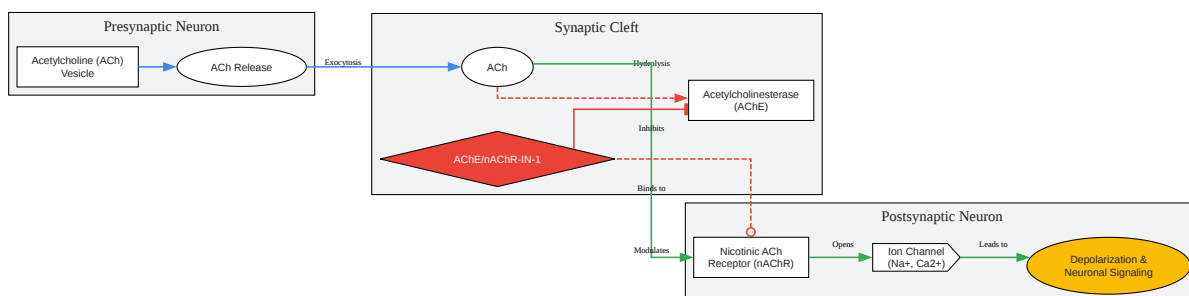 Presynaptic Neuron
Acetylcholine (ACh)
Vesicle
ACh Release
Exocytosis
Synaptic Cleft
ACh
Hydrolysis
Acetylcholinesterase
(AChE)
Inhibits
AChE/nAChR-IN-1
Binds to
Postsynaptic Neuron
Modulates
Nicotinic ACh
Receptor (nAChR)
Opens
Ion Channel
(Na+, Ca2+)
Leads to
Depolarization &
Neuronal Signaling